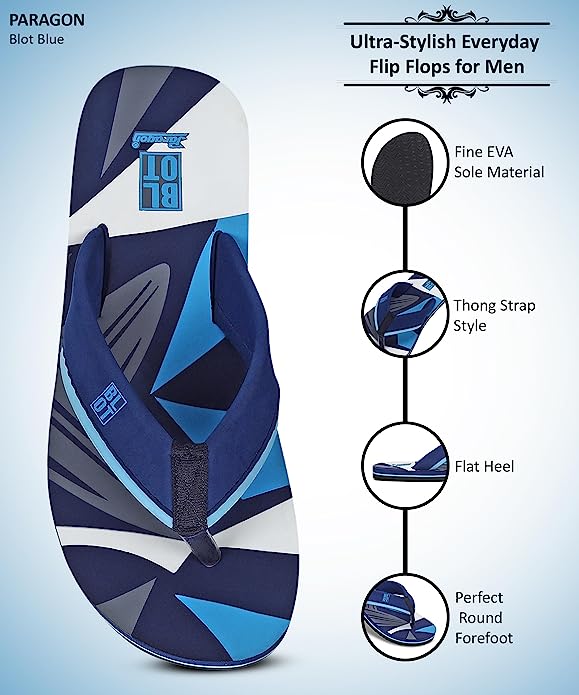 PARAGON
Blot Blue
Ultra-Stylish Everyday
Flip Flops for Men
Paragon
BL
OT
BL
OT
Fine EVA
Sole Material
Thong Strap
Style
Flat Heel
Perfect
Round
Forefoot